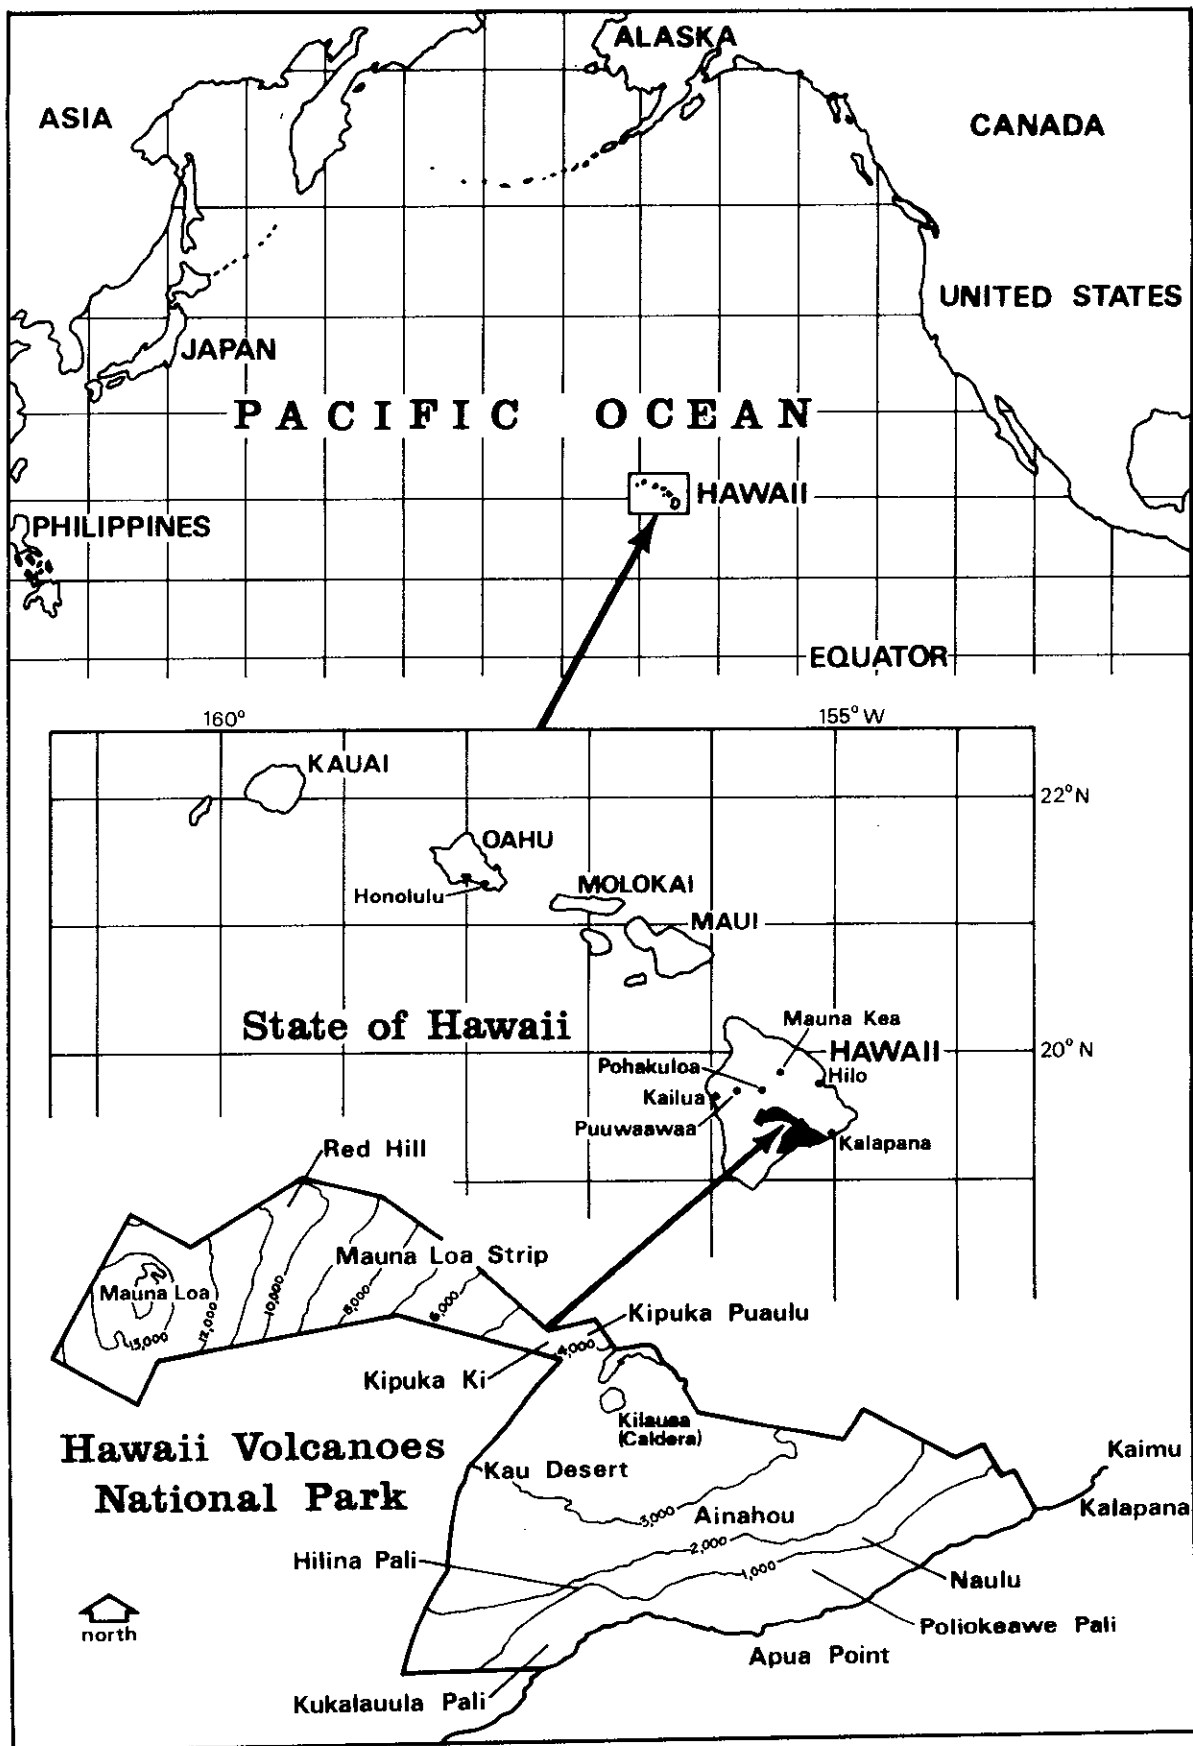 ALASKA
ASIA
CANADA
UNITED STATES
JAPAN
PACIFIC OCEAN
HAWAII
PHILIPPINES
EQUATOR
160°
155° W
KAUAI
22° N
OAHU
Honolulu
MOLOKAI
MAUI
State of Hawaii
Mauna Kea
HAWAII
20° N
Pohakuloa
Hilo
Kailua
Puuwaawaa
Kalapana
Red Hill
Mauna Loa Strip
Mauna Loa
13,000
12,000
10,000
8,000
6,000
Kipuka Puaulu
4,000
Kipuka Ki
Kilauea
(Caldera)
Hawaii Volcanoes
National Park
Kau Desert
Kaimu
Kalapana
3,000
Ainahou
2,000
Hilina Pali
1,000
Naulu
north
Poliokeawe Pali
Apua Point
Kukalauula Pali